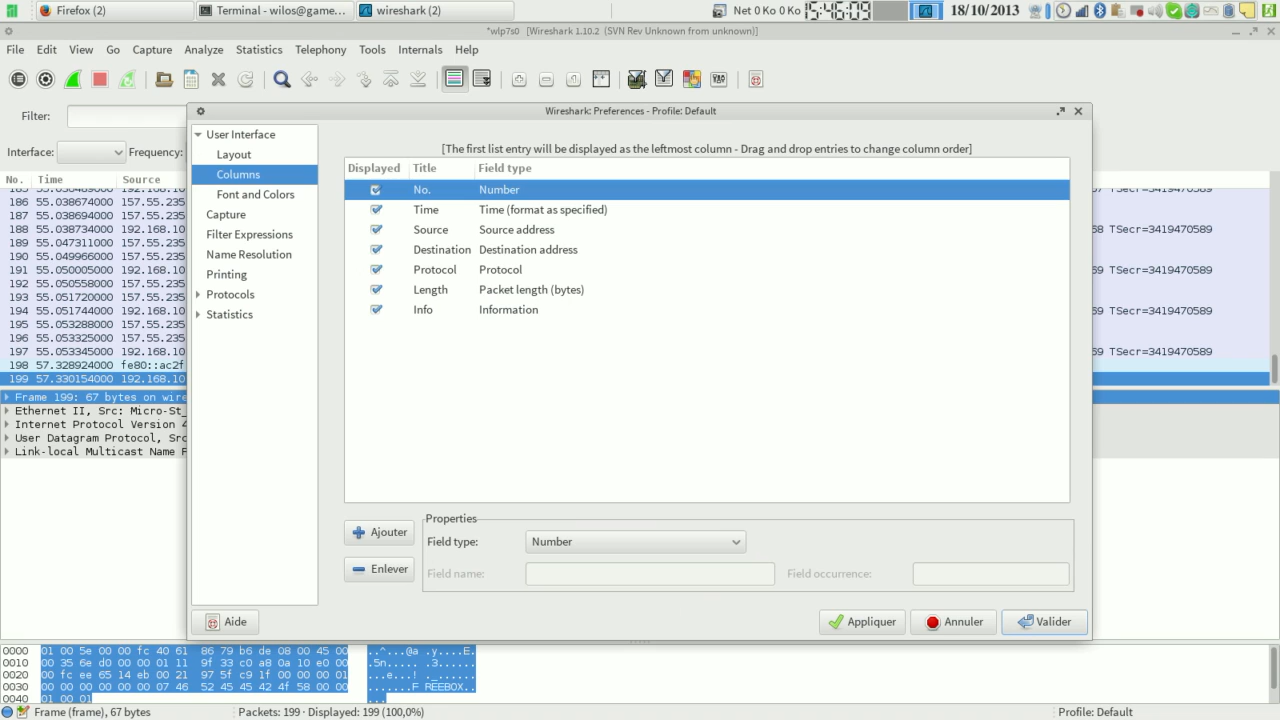 Firefox (2)
Terminal - wilos@game...
wireshark (2)
Net 0 Ko 0 Ko
15:46:09
18/10/2013
*wlp7s0 [Wireshark 1.10.2 (SVN Rev Unknown from unknown)]
File Edit View Go Capture Analyze Statistics Telephony Tools Internals Help
Filter:
Interface:
Frequency:
No. Time Source
186 55.038674000 157.55.235
187 55.038694000 157.55.235
188 55.038734000 192.168.10 68 TSecr=3419470589
189 55.047311000 157.55.235
190 55.049966000 157.55.235
191 55.050005000 192.168.10 69 TSecr=3419470589
192 55.050558000 157.55.235
193 55.051720000 157.55.235
194 55.051744000 192.168.10 69 TSecr=3419470589
195 55.053288000 157.55.235
196 55.053325000 157.55.235
197 55.053345000 192.168.10 69 TSecr=3419470589
198 57.328924000 fe80::ac2f
199 57.330154000 192.168.10
Frame 199: 67 bytes on wire
Ethernet II, Src: Micro-St_
Internet Protocol Version 4
User Datagram Protocol, Src
Link-local Multicast Name R
Wireshark: Preferences - Profile: Default
User Interface
Layout
Columns
Font and Colors
Capture
Filter Expressions
Name Resolution
Printing
Protocols
Statistics
[The first list entry will be displayed as the leftmost column - Drag and drop entries to change column order]
Displayed Title Field type
No. Number
Time Time (format as specified)
Source Source address
Destination Destination address
Protocol Protocol
Length Packet length (bytes)
Info Information
Ajouter
Enlever
Properties
Field type: Number
Field name:
Field occurrence:
Aide
Appliquer
Annuler
Valider
0000 01 00 5e 00 00 fc 40 61 86 79 b6 de 08 00 45 00 ..^...@a .y....E.
0010 00 35 6e d0 00 00 01 11 9f 33 c0 a8 0a 10 e0 00 .5n..... .3......
0020 00 fc ee 65 14 eb 00 21 97 5f c9 1f 00 00 00 01 ...e...! ._......
0030 00 00 00 00 00 00 07 46 52 45 45 42 4f 58 00 00 .......F REEBOX..
0040 01 00 01 ...
Frame (frame), 67 bytes
Packets: 199 · Displayed: 199 (100,0%)
Profile: Default